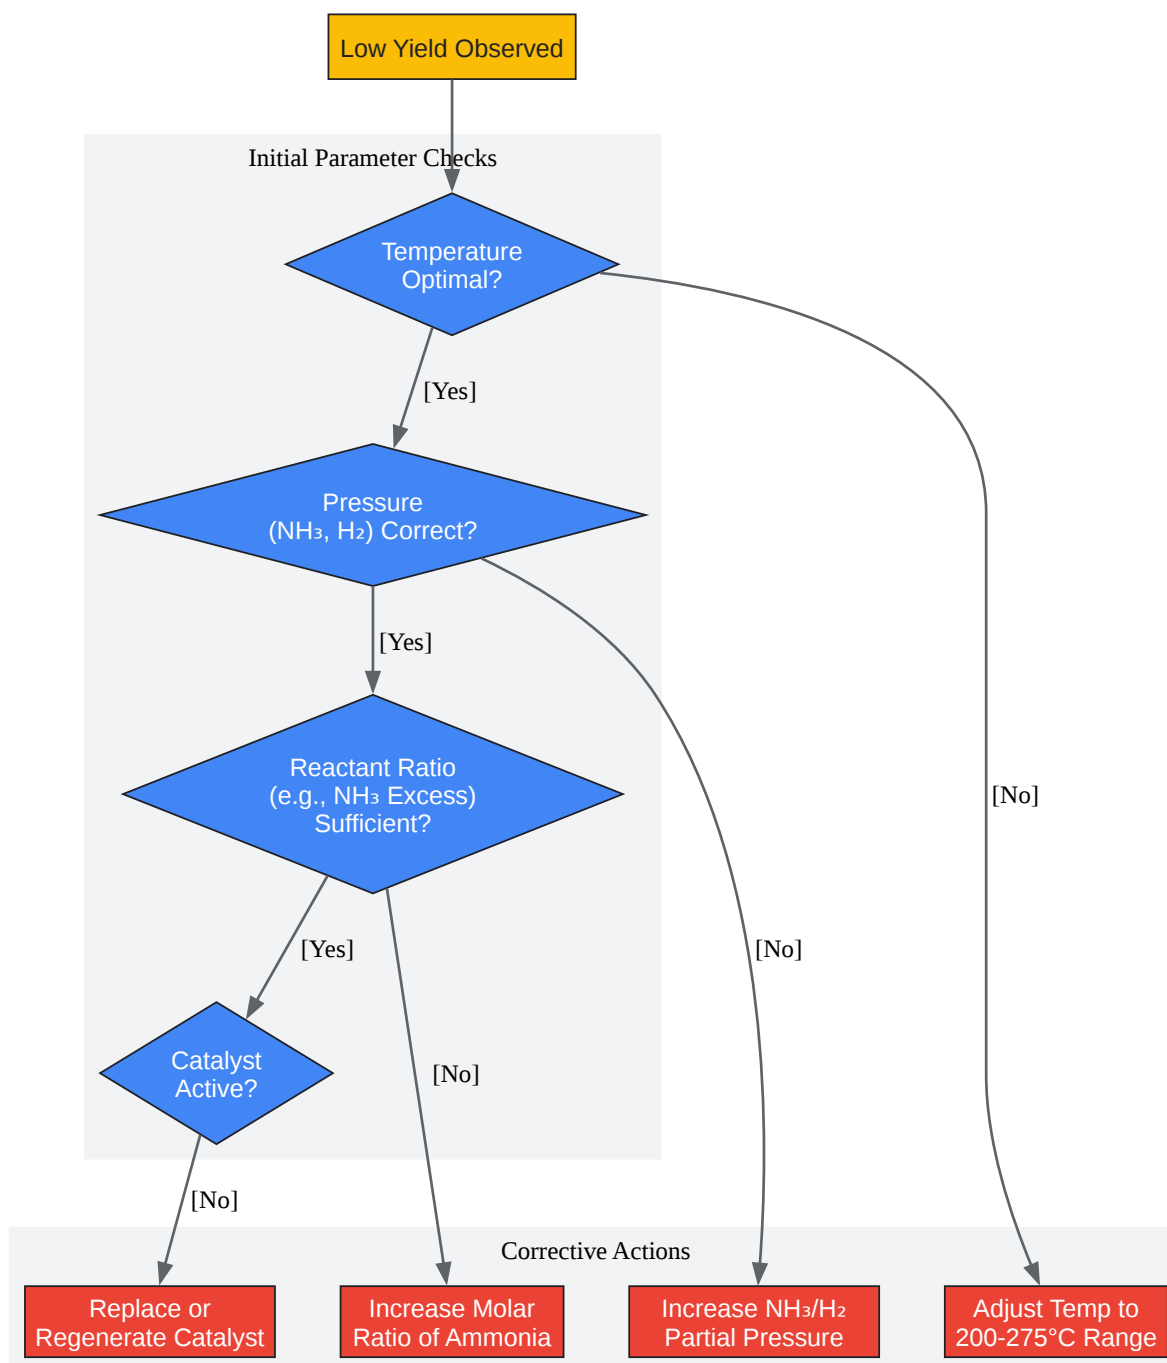 Low Yield Observed
Initial Parameter Checks
Temperature
Optimal?
[Yes]
Pressure
(NH₃, H₂) Correct?
[Yes]
Reactant Ratio
(e.g., NH₃ Excess)
Sufficient?
[No]
[Yes]
[No]
Catalyst
Active?
[No]
[No]
Corrective Actions
Replace or
Regenerate Catalyst
Increase Molar
Ratio of Ammonia
Increase NH₃/H₂
Partial Pressure
Adjust Temp to
200-275°C Range